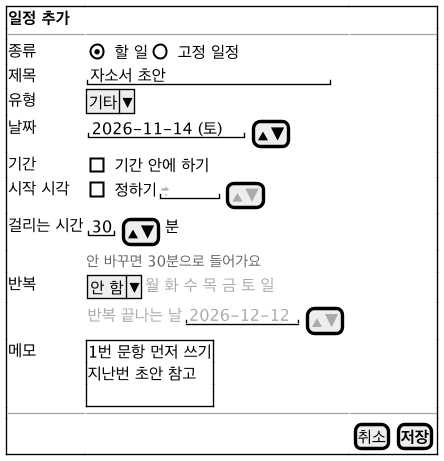 일정 추가
종류 할 일 고정 일정
제목 자소서 초안
유형 기타
날짜 2026-11-14 (토)
기간 기간 안에 하기
시작 시각 정하기
걸리는 시간 30 분
안 바꾸면 30분으로 들어가요
반복 안 함 월 화 수 목 금 토 일
반복 끝나는 날 2026-12-12
메모 1번 문항 먼저 쓰기
지난번 초안 참고
취소 저장